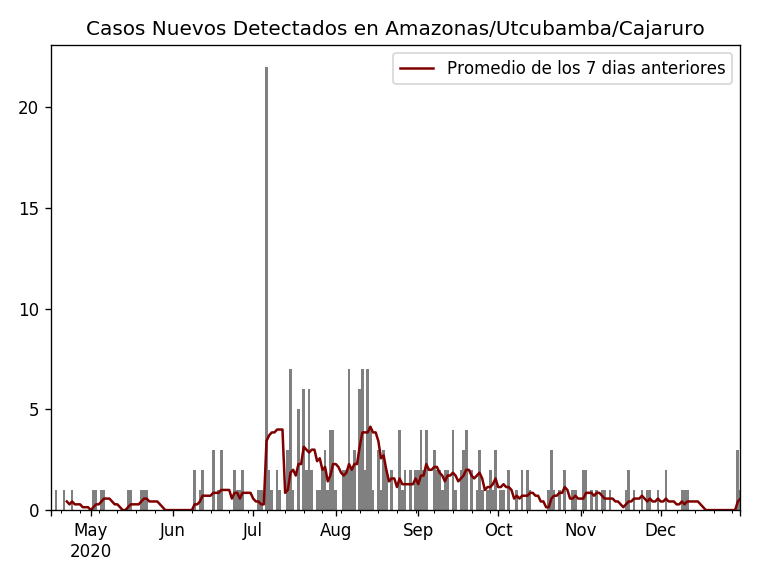 Casos Nuevos Detectados en Amazonas/Utcubamba/Cajaruro
Promedio de los 7 dias anteriores
20
15
10
5
0
May Jun Jul Aug Sep Oct Nov Dec
2020